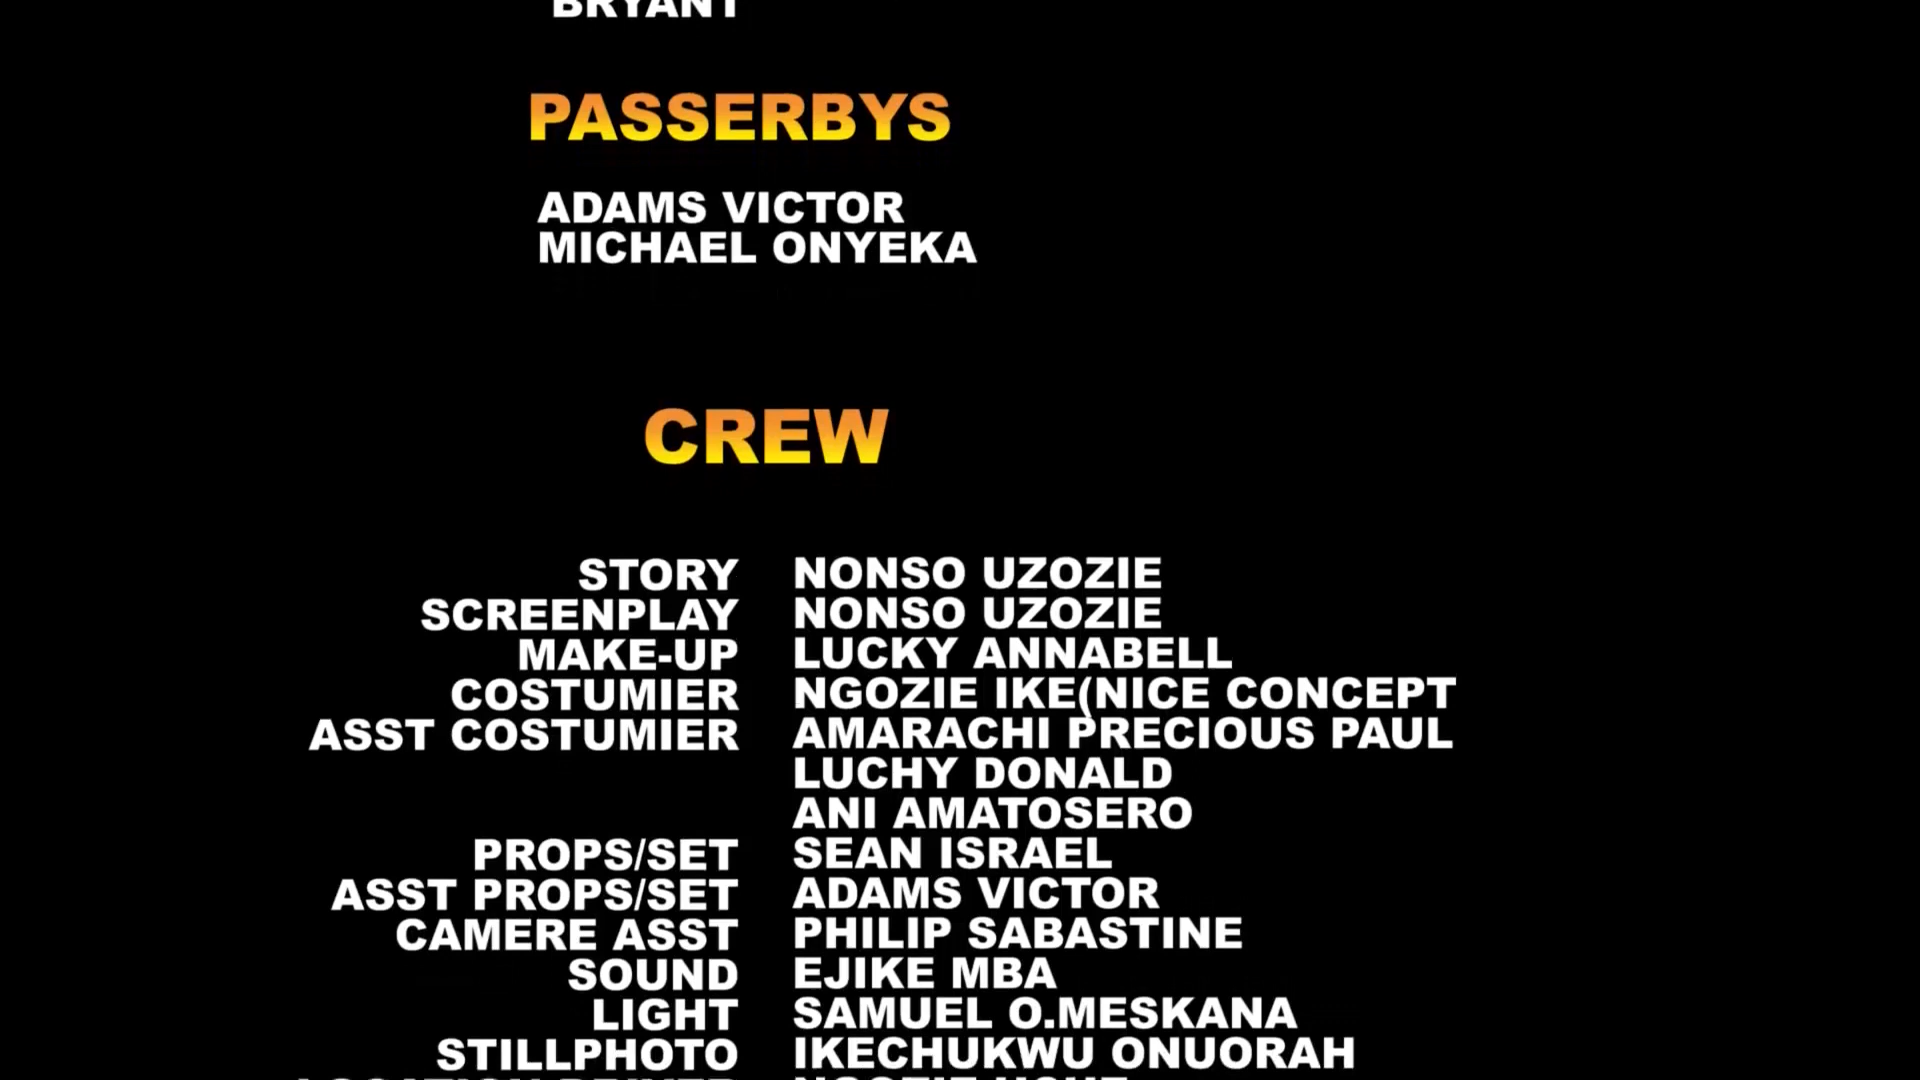 BRYANT
PASSERBYS
ADAMS VICTOR
MICHAEL ONYEKA
CREW
STORY NONSO UZOZIE
SCREENPLAY NONSO UZOZIE
MAKE-UP LUCKY ANNABELL
COSTUMIER NGOZIE IKE(NICE CONCEPT
ASST COSTUMIER AMARACHI PRECIOUS PAUL
LUCHY DONALD
ANI AMATOSERO
PROPS/SET SEAN ISRAEL
ASST PROPS/SET ADAMS VICTOR
CAMERE ASST PHILIP SABASTINE
SOUND EJIKE MBA
LIGHT SAMUEL O.MESKANA
STILLPHOTO IKECHUKWU ONUORAH